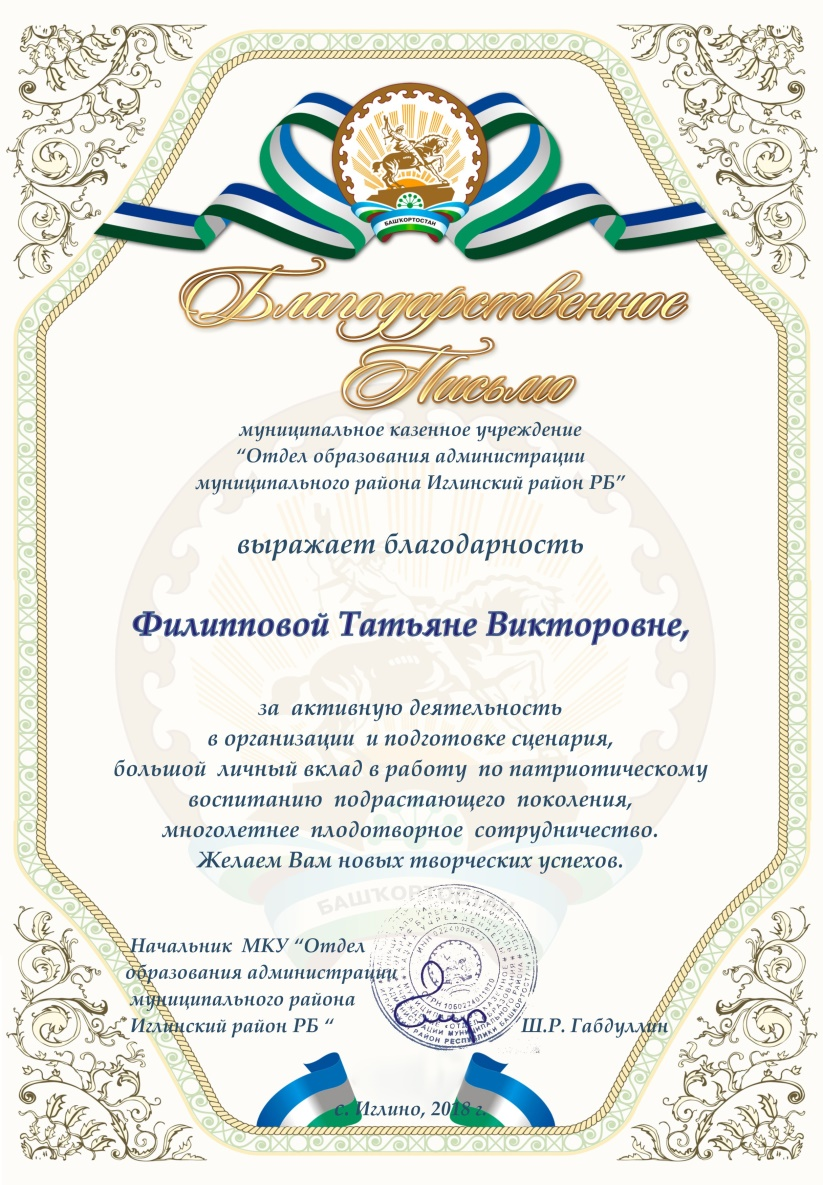 БАШҠОРТОСТАН
Благодарственное
Письмо
муниципальное казенное учреждение
“Отдел образования администрации
муниципального района Иглинский район РБ”
выражает благодарность
Филипповой Татьяне Викторовне,
за активную деятельность
в организации и подготовке сценария,
большой личный вклад в работу по патриотическому
воспитанию подрастающего поколения,
многолетнее плодотворное сотрудничество.
Желаем Вам новых творческих успехов.
БАШҠОРТОСТАН
Начальник МКУ “Отдел
образования администрации
муниципального района
Иглинский район РБ “
Ш.Р. Габдуллин
с. Иглино, 2018 г.